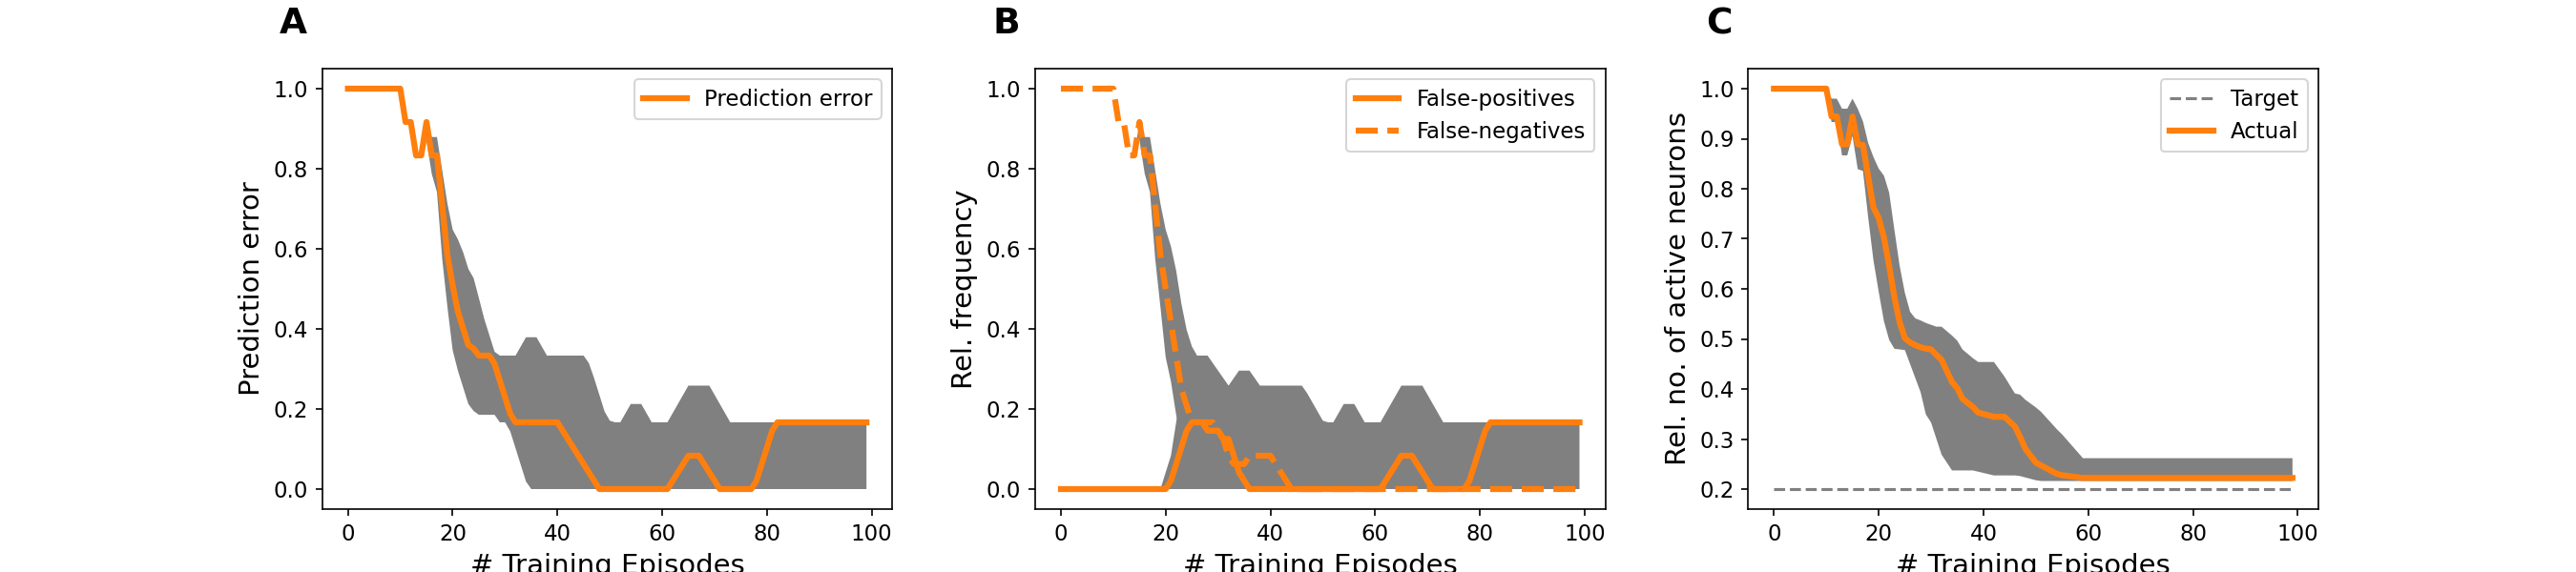 A
1.0
0.8
0.6
0.4
0.2
0.0
Prediction error
Prediction error
0
20
40
60
80
100
# Training Episodes
B
1.0
0.8
0.6
0.4
0.2
0.0
Rel. frequency
False-positives
False-negatives
0
20
40
60
80
100
# Training Episodes
C
1.0
0.9
0.8
0.7
0.6
0.5
0.4
0.3
0.2
Rel. no. of active neurons
Target
Actual
0
20
40
60
80
100
# Training Episodes